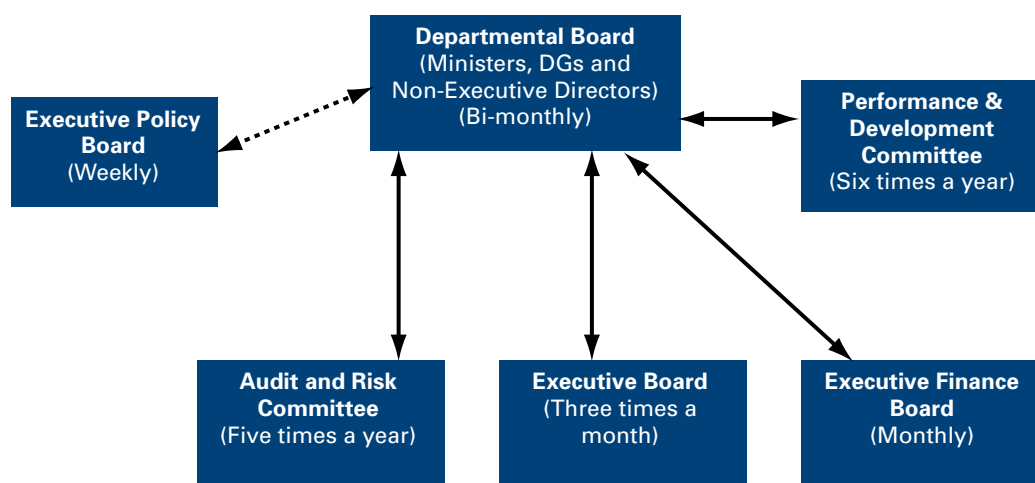 Departmental Board
(Ministers, DGs and
Non-Executive Directors)
(Bi-monthly)
Executive Policy
Board
(Weekly)
Performance &
Development
Committee
(Six times a year)
Audit and Risk
Committee
(Five times a year)
Executive Board
(Three times a
month)
Executive Finance
Board
(Monthly)